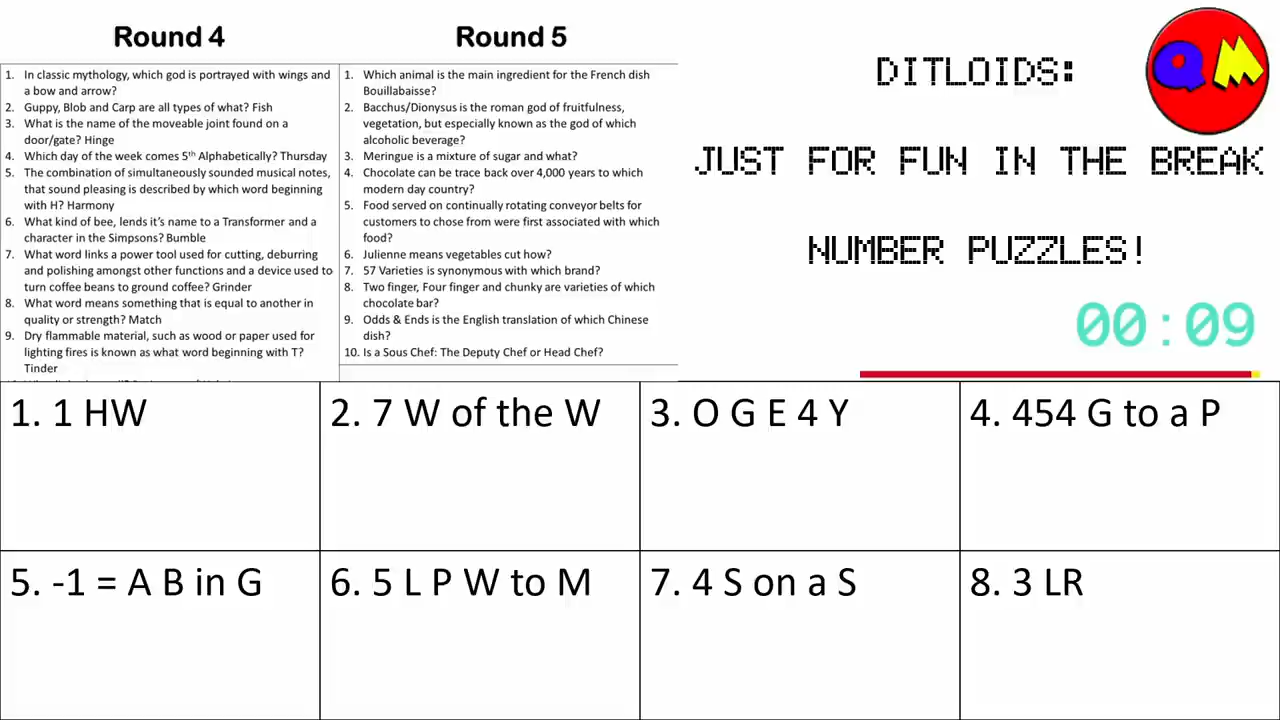 Round 4
1. In classic mythology, which god is portrayed with wings and
a bow and arrow?
2. Guppy, Blob and Carp are all types of what? Fish
3. What is the name of the moveable joint found on a
door/gate? Hinge
4. Which day of the week comes 5th Alphabetically? Thursday
5. The combination of simultaneously sounded musical notes,
that sound pleasing is described by which word beginning
with H? Harmony
6. What kind of bee, lends it's name to a Transformer and a
character in the Simpsons? Bumble
7. What word links a power tool used for cutting, deburring
and polishing amongst other functions and a device used to
turn coffee beans to ground coffee? Grinder
8. What word means something that is equal to another in
quality or strength? Match
9. Dry flammable material, such as wood or paper used for
lighting fires is known as what word beginning with T?
Tinder
Round 5
1. Which animal is the main ingredient for the French dish
Bouillabaisse?
2. Bacchus/Dionysus is the roman god of fruitfulness,
vegetation, but especially known as the god of which
alcoholic beverage?
3. Meringue is a mixture of sugar and what?
4. Chocolate can be trace back over 4,000 years to which
modern day country?
5. Food served on continually rotating conveyor belts for
customers to chose from were first associated with which
food?
6. Julienne means vegetables cut how?
7. 57 Varieties is synonymous with which brand?
8. Two finger, Four finger and chunky are varieties of which
chocolate bar?
9. Odds & Ends is the English translation of which Chinese
dish?
10. Is a Sous Chef: The Deputy Chef or Head Chef?
DITLOIDS:
QM
JUST FOR FUN IN THE BREAK
NUMBER PUZZLES!
00:09
1. 1 HW
2. 7 W of the W
3. O G E 4 Y
4. 454 G to a P
5. -1 = A B in G
6. 5 L P W to M
7. 4 S on a S
8. 3 LR